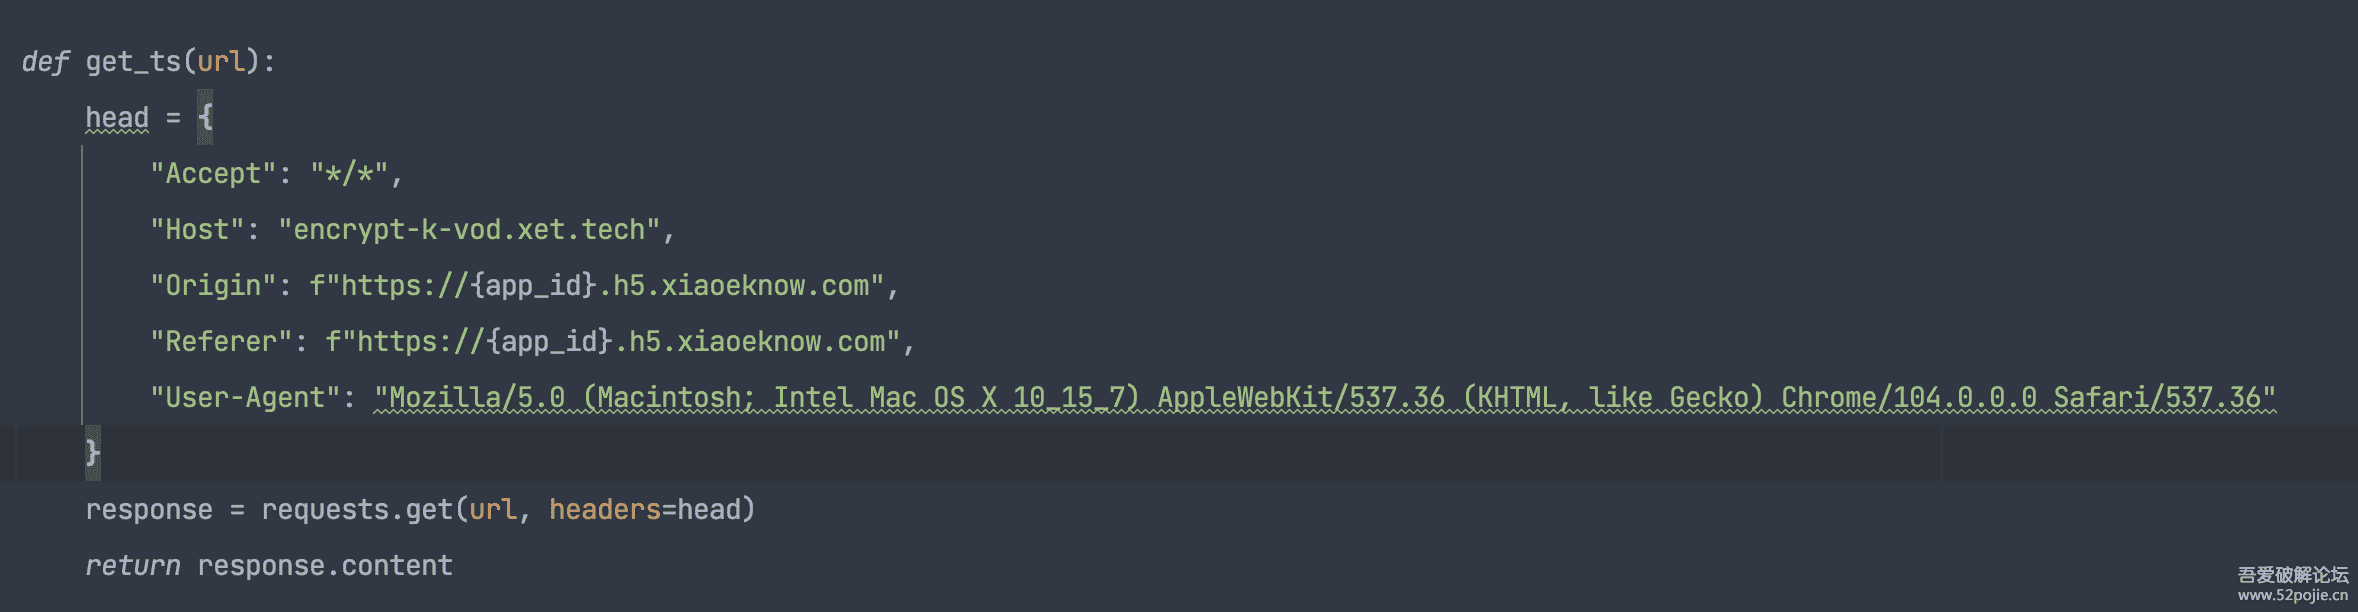 def get_ts(url):
    head = {
        "Accept": "*/*",
        "Host": "encrypt-k-vod.xet.tech",
        "Origin": f"https://{app_id}.h5.xiaoeknow.com",
        "Referer": f"https://{app_id}.h5.xiaoeknow.com",
        "User-Agent": "Mozilla/5.0 (Macintosh; Intel Mac OS X 10_15_7) AppleWebKit/537.36 (KHTML, like Gecko) Chrome/104.0.0.0 Safari/537.36"
    }
    response = requests.get(url, headers=head)
    return response.content
吾爱破解论坛
www.52pojie.cn